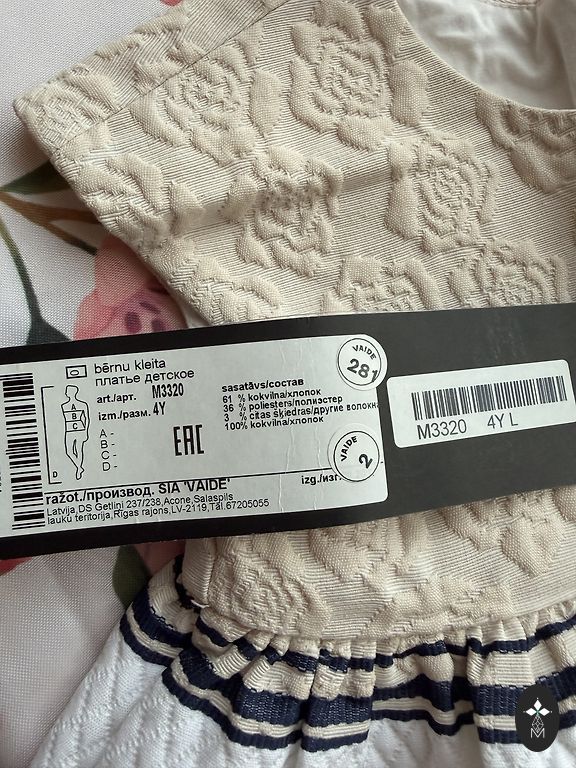 bērnu kleita
платье детское
art./арт. M3320
izm./разм. 4Y
A -
B -
C -
D -
A
B
C
D
EAC
sasatāvs/состав
61 % kokvilna/хлопок
36 % poliesters/полиэстер
3 % citas šķiedras/другие волокна
100% kokvilna/хлопок
VAIDE
281
VAIDE
2
ražot./производ. SIA 'VAIDE'
izg./изг.
Latvija,DS Getliņi 237/238,Acone,Salaspils
lauku teritorija,Rīgas rajons,LV-2119,Tāl.67205055
M3320 4Y L
M